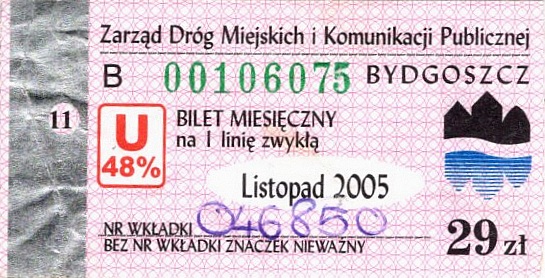 Zarząd Dróg Miejskich i Komunikacji Publicznej
B 00106075 BYDGOSZCZ
11
U
48%
BILET MIESIĘCZNY
na 1 linię zwykłą
Listopad 2005
NR WKŁADKI 046850
BEZ NR WKŁADKI ZNACZEK NIEWAŻNY
29 zł